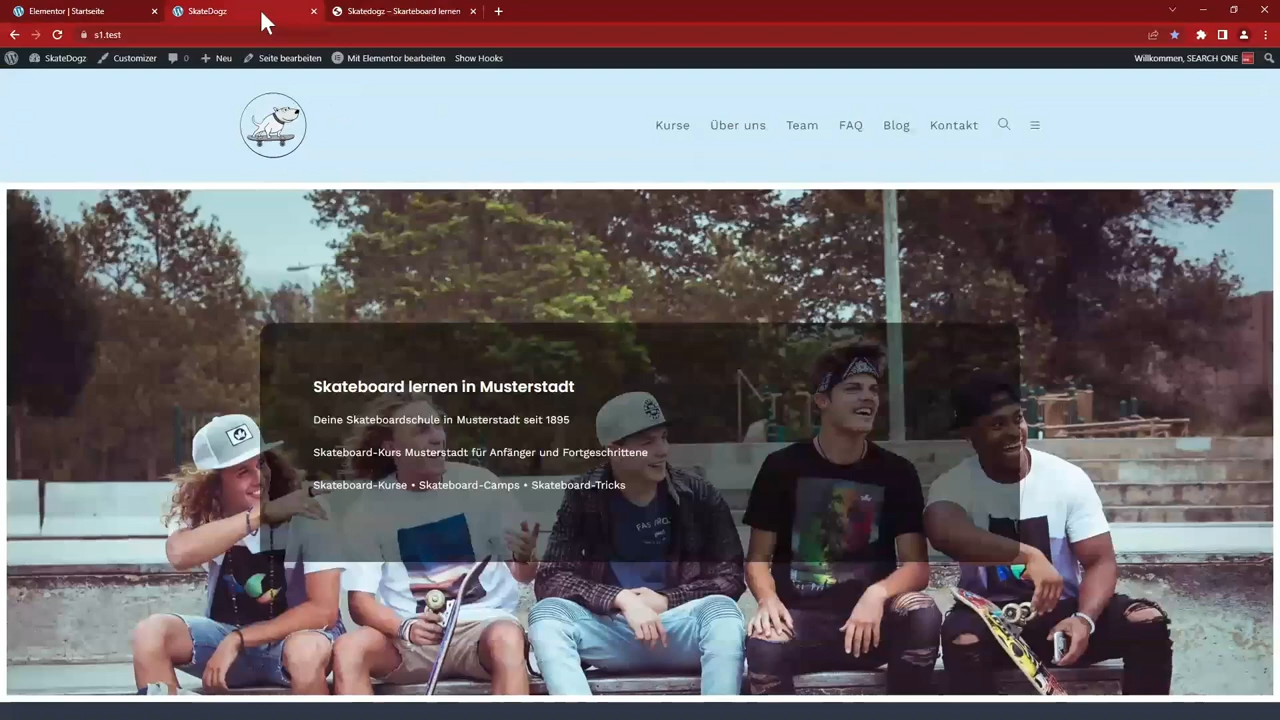 Elementor | Startseite
SkateDogz
Skatedogz – Skarteboard lernen
s1.test
SkateDogz
Customizer
0
Neu
Seite bearbeiten
Mit Elementor bearbeiten
Show Hooks
Willkommen, SEARCH ONE
Kurse
Über uns
Team
FAQ
Blog
Kontakt
Skateboard lernen in Musterstadt
Deine Skateboardschule in Musterstadt seit 1895
Skateboard-Kurs Musterstadt für Anfänger und Fortgeschrittene
Skateboard-Kurse • Skateboard-Camps • Skateboard-Tricks